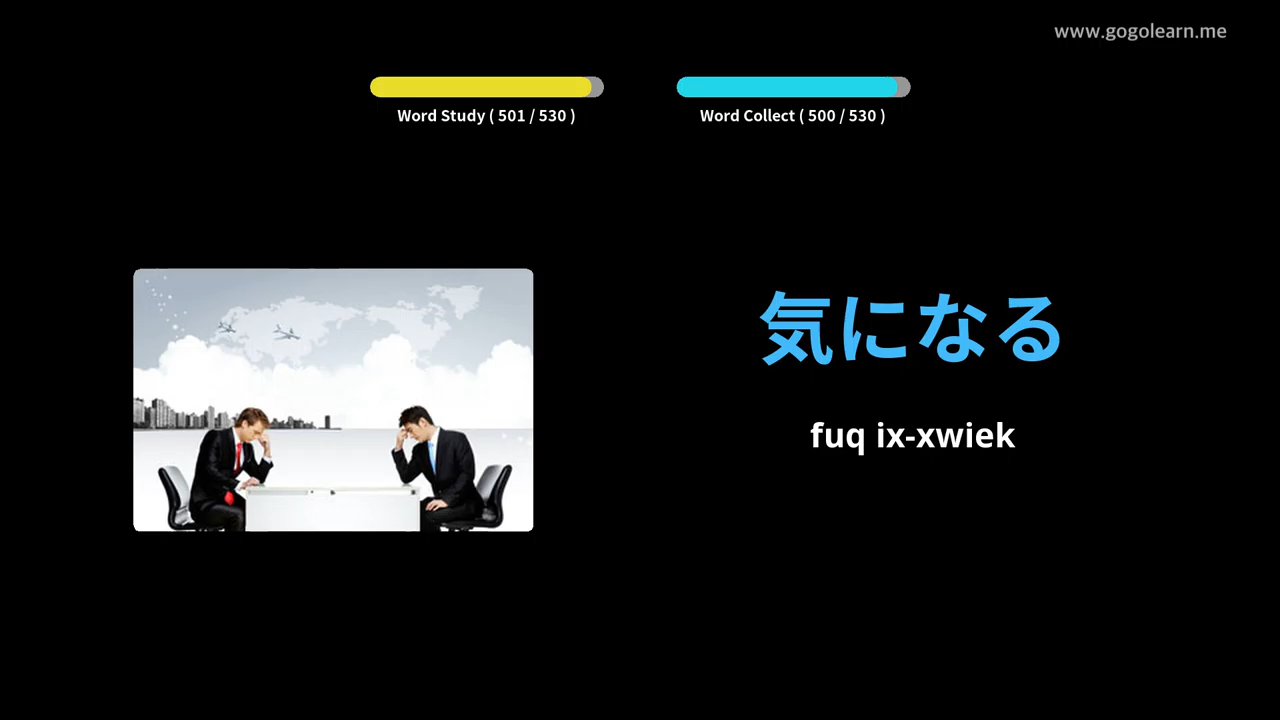 www.gogolearn.me
Word Study ( 501 / 530 )
Word Collect ( 500 / 530 )
気になる
fuq ix-xwiek